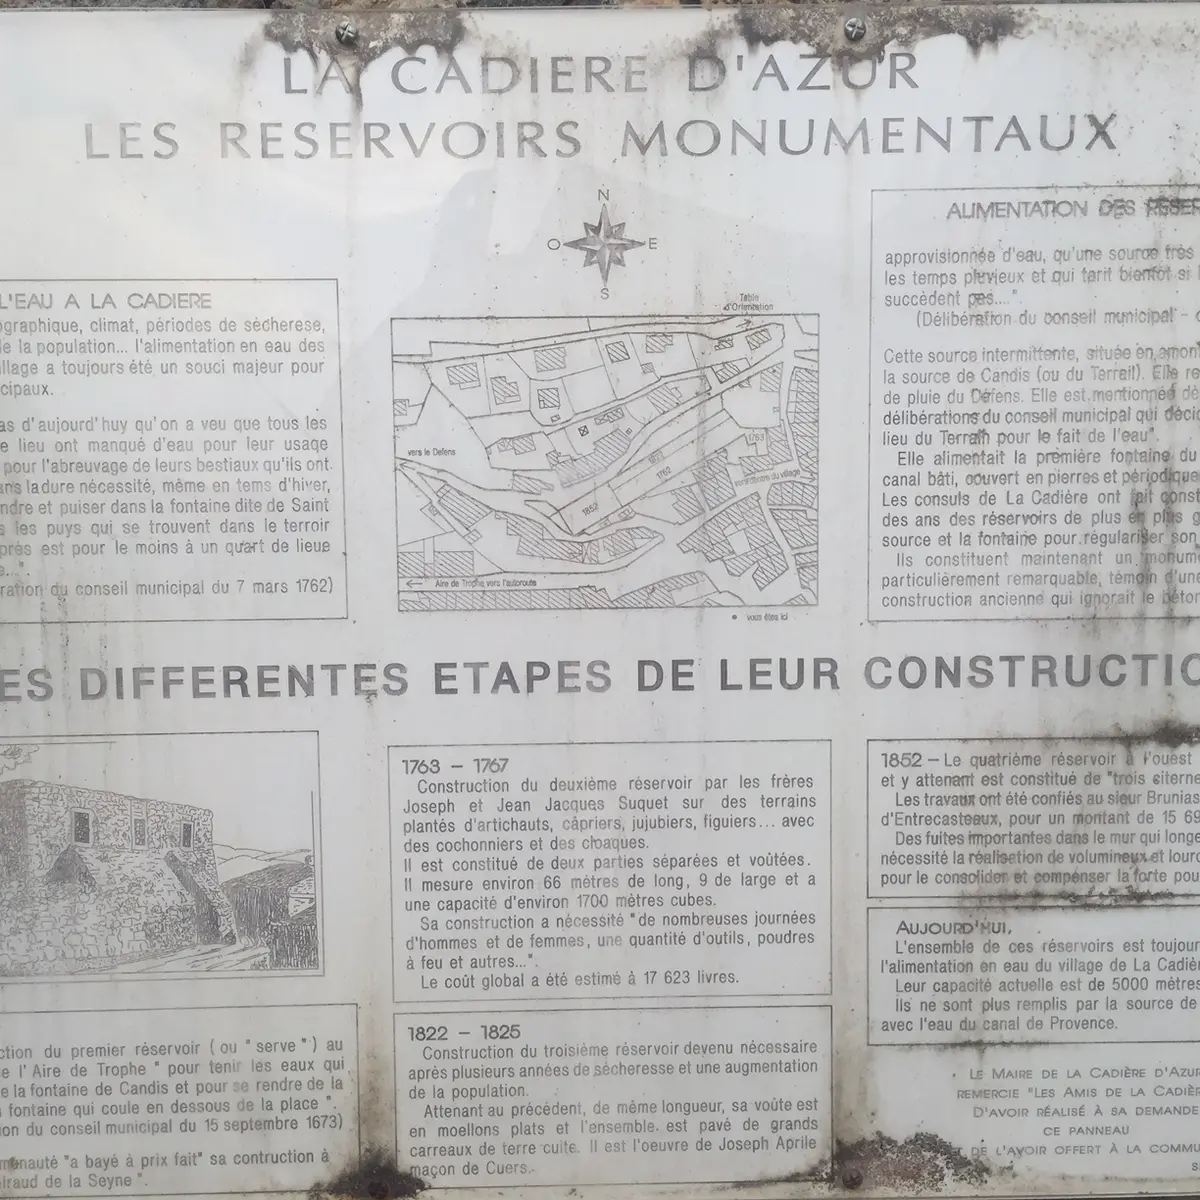 LA CADIERE D'AZUR
LES RESERVOIRS MONUMENTAUX
N
O
E
S
L'EAU A LA CADIERE
ographique, climat, périodes de sécherese,
de la population... l'alimentation en eau des
illage a toujours été un souci majeur pour
cipaux.
as d'aujourd'huy qu'on a veu que tous les
e lieu ont manqué d'eau pour leur usage
pour l'abreuvage de leurs bestiaux qu'ils ont
ans la dure nécessité, même en tems d'hiver,
ndre et puiser dans la fontaine dite de Saint
s les puys qui se trouvent dans le terroir
prés est pour le moins à un quart de lieue
e..."
ration du conseil municipal du 7 mars 1762)
Table
d'Orientation
vers le Defens
1763
1822
1762
vers centre du village
1852
Aire de Trophe vers l'autoroute
vous êtes ici
ALIMENTATION DES RESER
approvisionnée d'eau, qu'une source très
les temps pluvieux et qui tarit bientôt si
succèdent pas....".
(Délibération du conseil municipal -
Cette source intermittente, située en amont
la source de Candis (ou du Terrail). Elle re
de pluie du Défens. Elle est mentionnée dè
délibérations du conseil municipal qui décid
lieu du Terrain pour le fait de l'eau".
Elle alimentait la première fontaine du
canal bâti, couvert en pierres et périodique
Les consuls de La Cadière ont fait const
des ans des réservoirs de plus en plus g
source et la fontaine pour régulariser son
Ils constituent maintenant un monum
particulièrement remarquable, témoin d'un
construction ancienne qui ignorait le béton
ES DIFFERENTES ETAPES DE LEUR CONSTRUCTIO
1763 - 1767
Construction du deuxième réservoir par les frères
Joseph et Jean Jacques Suquet sur des terrains
plantés d'artichauts, câpriers, jujubiers, figuiers... avec
des cochonniers et des cloaques.
Il est constitué de deux parties séparées et voûtées.
Il mesure environ 66 mètres de long, 9 de large et a
une capacité d'environ 1700 mètres cubes.
Sa construction a nécessité "de nombreuses journées
d'hommes et de femmes, une quantité d'outils, poudres
à feu et autres...".
Le coût global a été estimé à 17 623 livres.
1852 - Le quatrième réservoir à l'ouest
et y attenant est constitué de "trois citerne
Les travaux ont été confiés au sieur Brunias
d'Entrecasteaux, pour un montant de 15 69
Des fuites importantes dans le mur qui longe
nécessité la réalisation de volumineux et lourd
pour le consolider et compenser la forte pou
AUJOURD'HUI,
L'ensemble de ces réservoirs est toujour
l'alimentation en eau du village de La Cadièr
Leur capacité actuelle est de 5000 mètres
Ils ne sont plus remplis par la source de
avec l'eau du canal de Provence.
ction du premier réservoir (ou "serve") au
e l'Aire de Trophe" pour tenir les eaux qui
e la fontaine de Candis et pour se rendre de la
fontaine qui coule en dessous de la place".
on du conseil municipal du 15 septembre 1673)
munauté "a bayé à prix fait" sa contruction à
iraud de la Seyne".
1822 - 1825
Construction du troisième réservoir devenu nécessaire
après plusieurs années de sécheresse et une augmentation
de la population.
Attenant au précédent, de même longueur, sa voûte est
en moellons plats et l'ensemble est pavé de grands
carreaux de terre cuite. Il est l'oeuvre de Joseph Aprile
maçon de Cuers.
LE MAIRE DE LA CADIÈRE D'AZUR
REMERCIE "LES AMIS DE LA CADIÈR
D'AVOIR RÉALISÉ À SA DEMANDE
CE PANNEAU
DE L'AVOIR OFFERT À LA COMMU